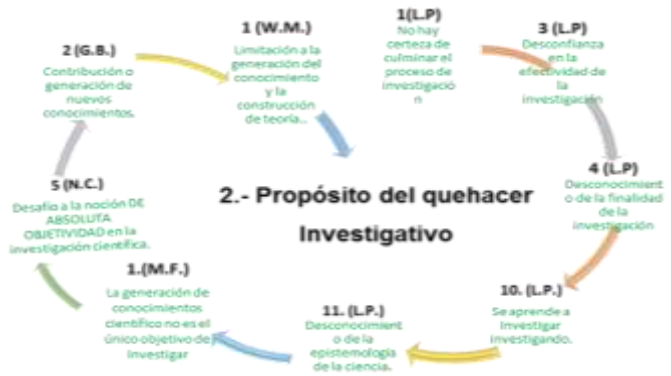 1 (W.M.)
Limitación a la
generación del
conocimiento
y la
construcción
de teoría...
1(L.P)
No hay
certeza de
culminar el
proceso de
investigació
n
3 (L.P)
Desconfianza
en la
efectividad de
la
investigación
4 (L.P)
Desconocimient
o de la finalidad
de la
investigación
10. (L.P.)
Se aprende a
Investigar
investigando.
11. (L.P.)
Desconocimient
o de la
epistemología
de la ciencia.
1.(M.F.)
La generación de
conocimientos
científico no es el
único objetivo de
Investigar
5 (N.C.)
Desafío a la noción DE
ABSOLUTA
OBJETIVIDAD en la
investigación científica.
2 (G.B.)
Contribución o
generación de
nuevos
conocimientos.
2.- Propósito del quehacer
Investigativo